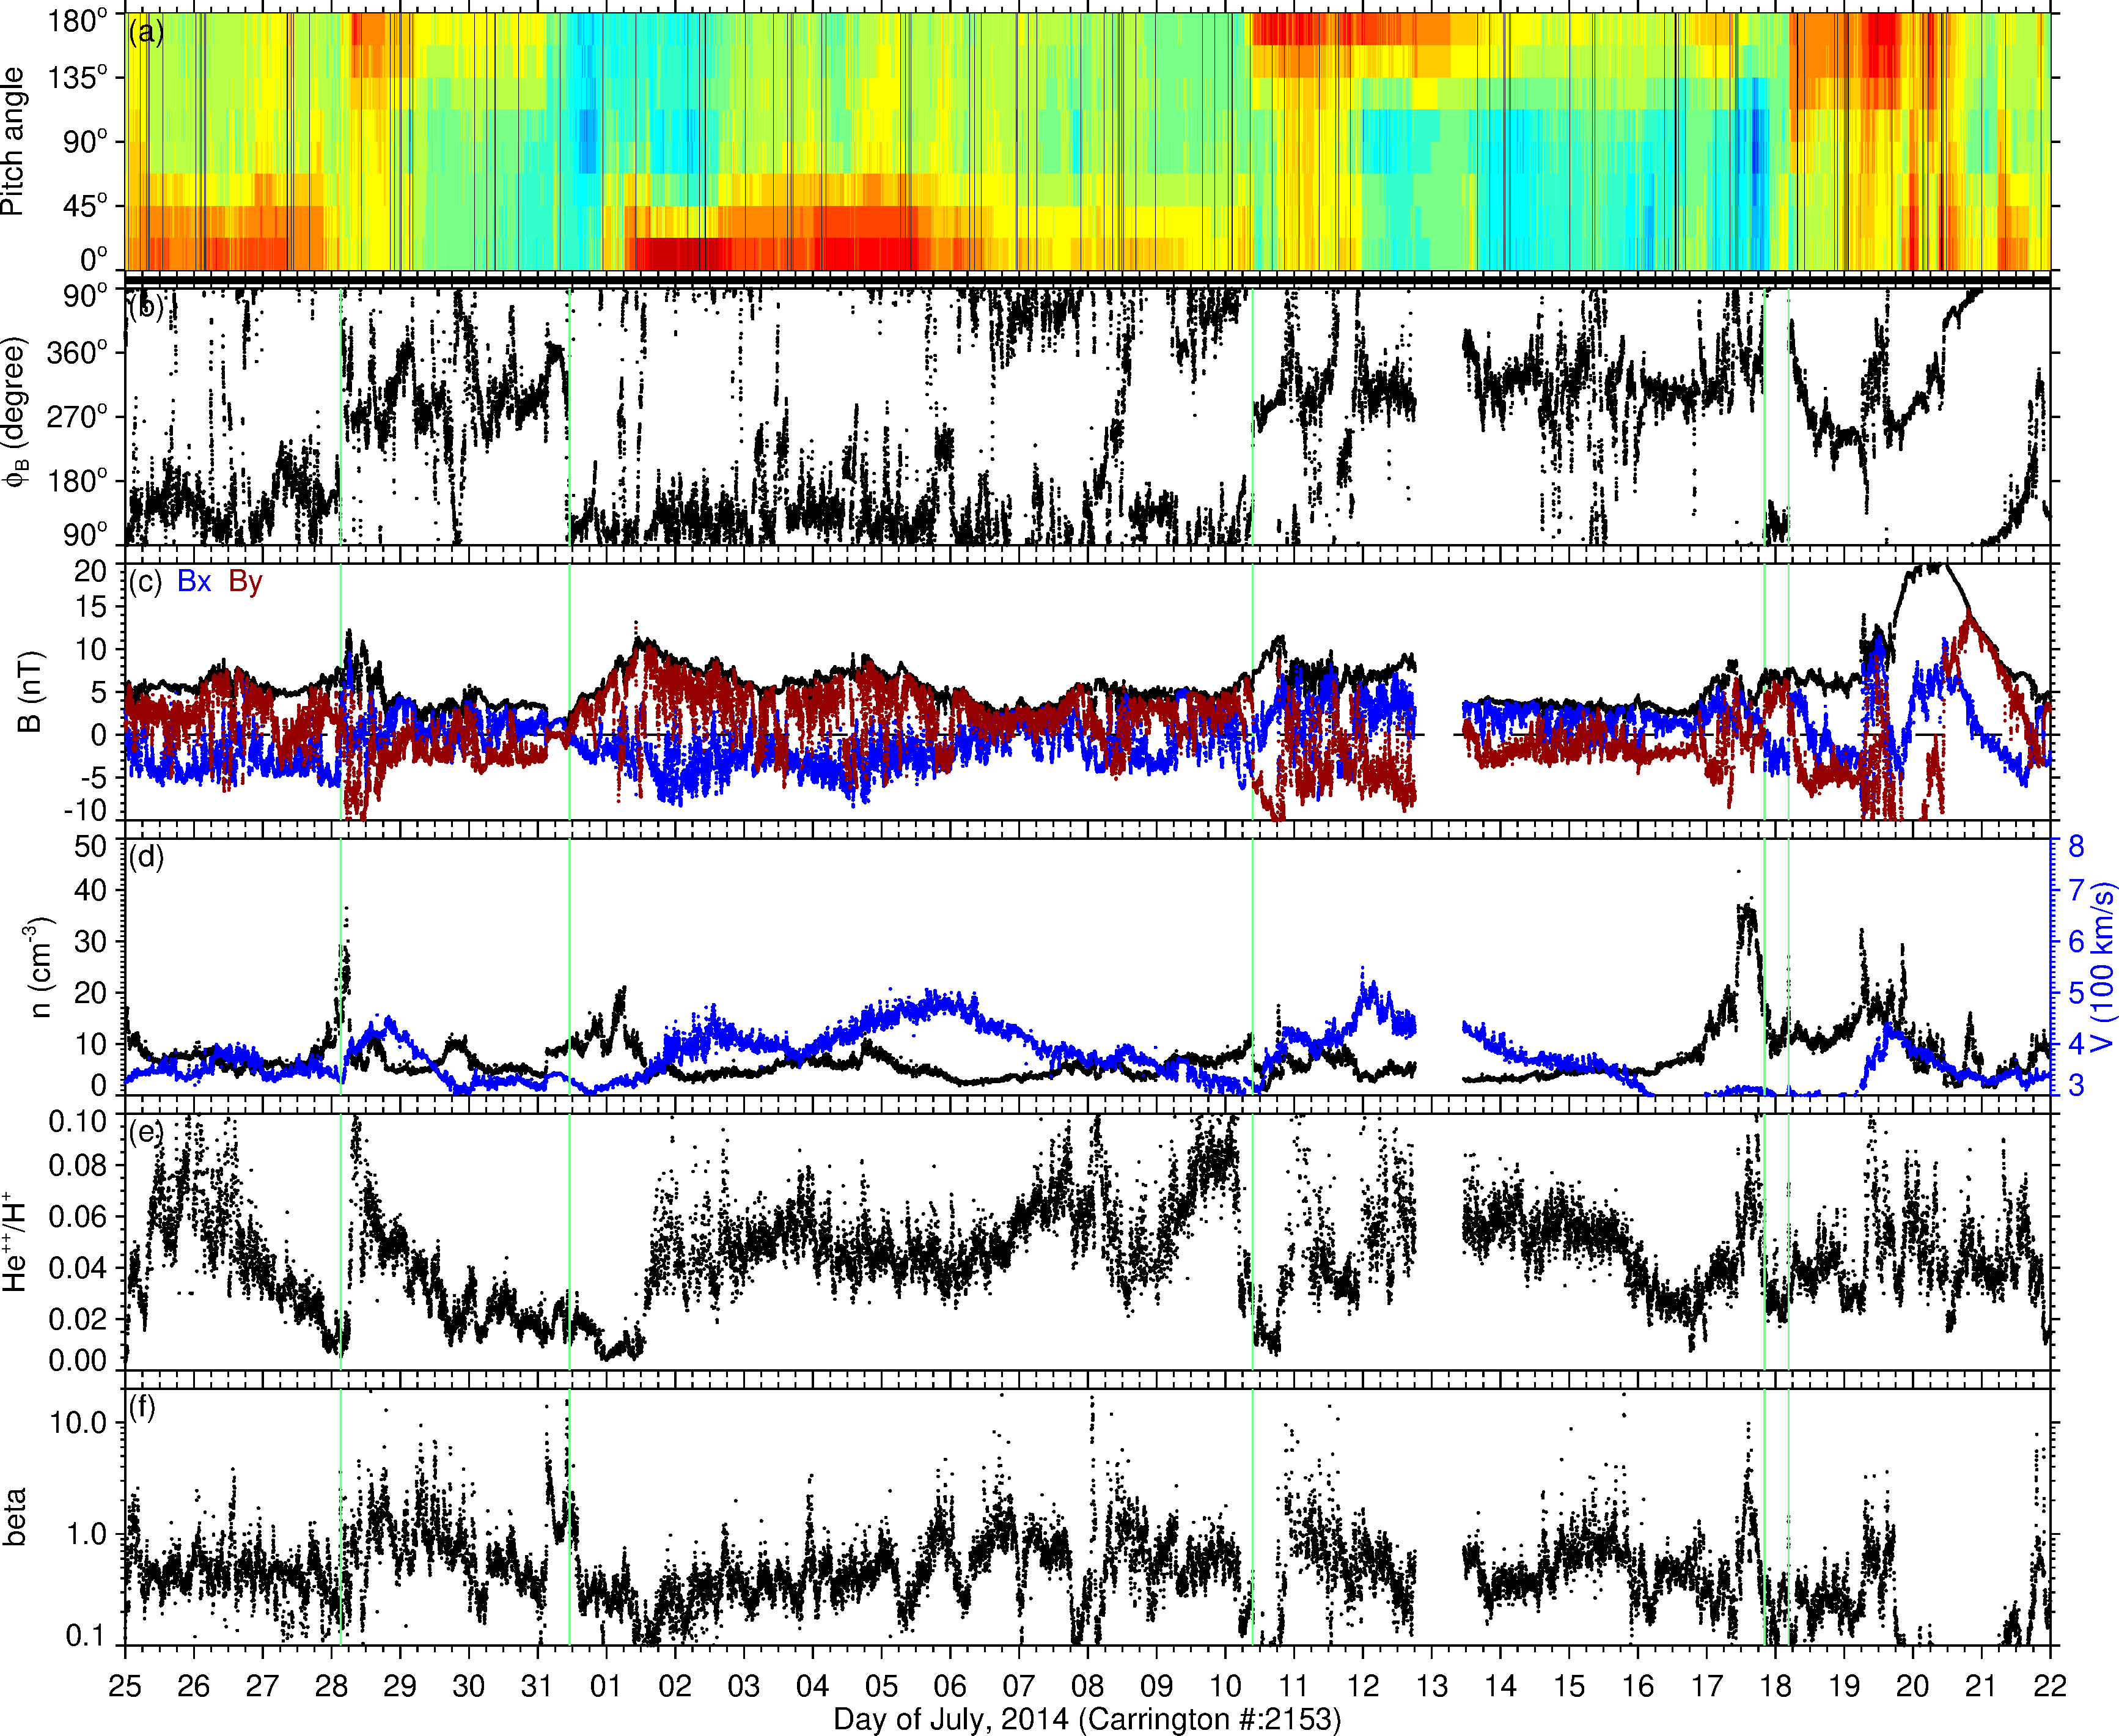 (a)
180°
135°
90°
45°
0°
Pitch angle
(b)
90°
360°
270°
180°
90°
ϕB (degree)
(c) Bx By
20
15
10
5
0
-5
-10
B (nT)
(d)
50
40
30
20
10
0
n (cm-3)
8
7
6
5
4
3
V (100 km/s)
(e)
0.10
0.08
0.06
0.04
0.02
0.00
He++/H+
(f)
10.0
1.0
0.1
beta
25 26 27 28 29 30 31 01 02 03 04 05 06 07 08 09 10 11 12 13 14 15 16 17 18 19 20 21 22
Day of July, 2014 (Carrington #:2153)